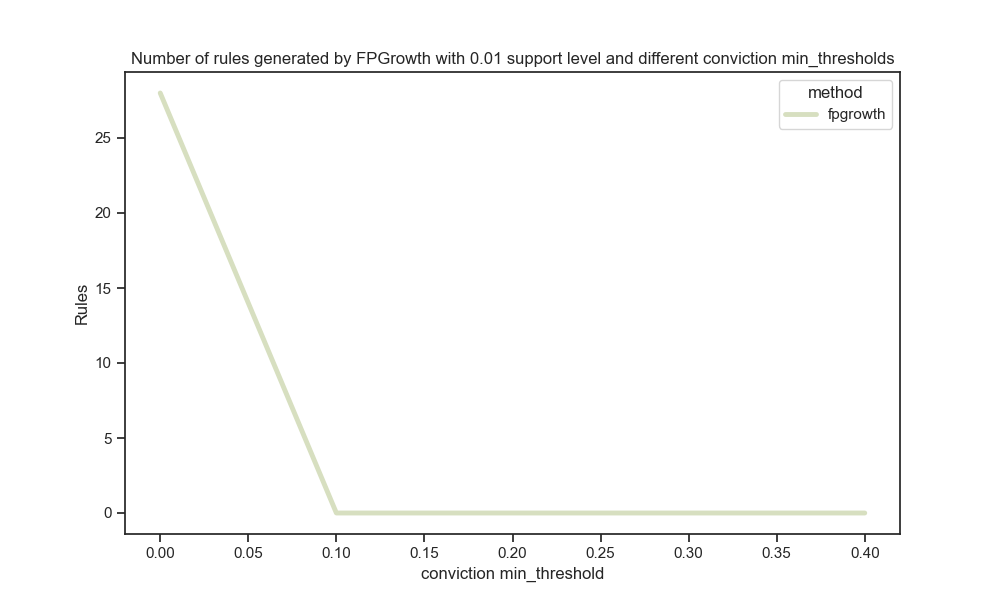 Number of rules generated by FPGrowth with 0.01 support level and different conviction min_thresholds
method
fpgrowth
25
20
15
10
5
0
Rules
0.00 0.05 0.10 0.15 0.20 0.25 0.30 0.35 0.40
conviction min_threshold